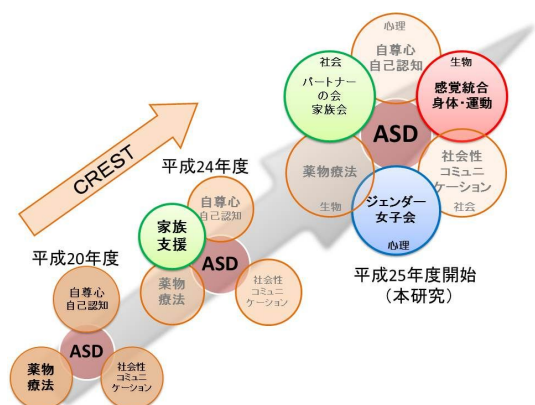 CREST
平成20年度
自尊心
自己認知
ASD
薬物
療法
社会性
コミュニ
ケーション
平成24年度
自尊心
自己認知
家族
支援
ASD
薬物
療法
社会性
コミュニ
ケーション
心理
自尊心
自己認知
社会
パートナー
の会
家族会
生物
感覚統合
身体・運動
ASD
薬物療法
生物
社会性
コミュニ
ケーション
社会
ジェンダー
女子会
心理
平成25年度開始
（本研究）